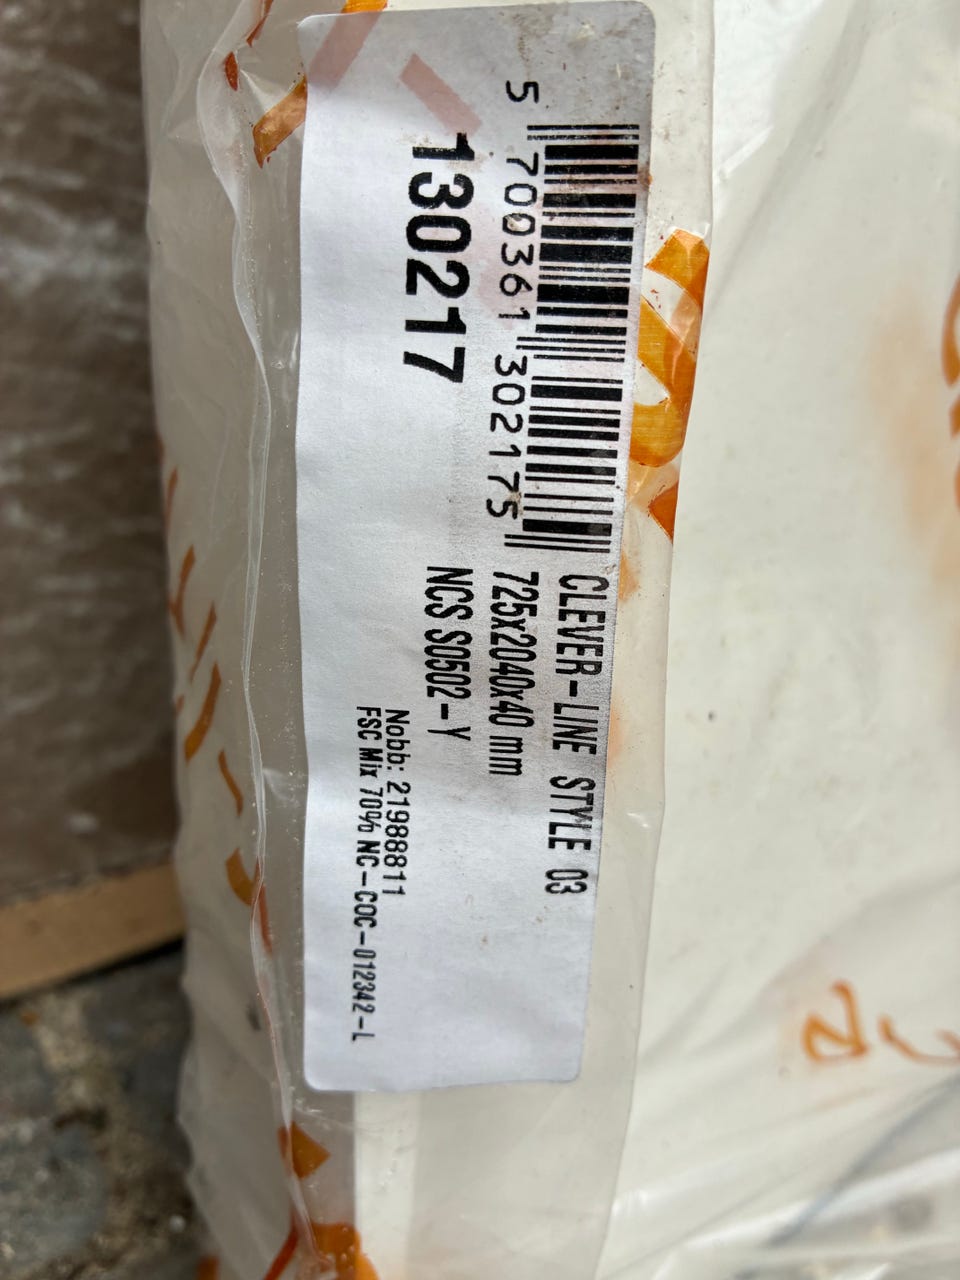 5 700361 302175
130217
CLEVER-LINE STYLE 03
725x2040x40 mm
NCS S0502-Y
Nobb: 21988811
FSC Mix 70% NC-COC-012342-L